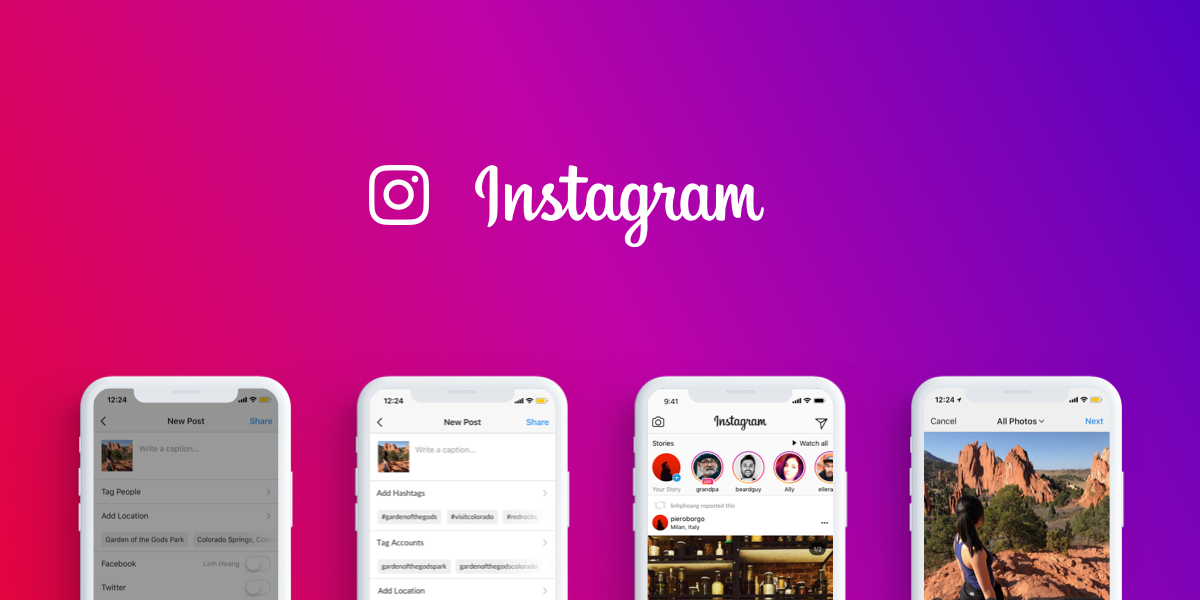 Instagram
12:24
New Post
Share
Write a caption...
Tag People
Add Location
Garden of the Gods Park
Colorado Springs, Co
Facebook
Linh Hoang
Twitter
12:24
New Post
Share
Write a caption...
Add Hashtags
#gardenofthegods
#visitcolorado
#redrocks
Tag Accounts
gardenofthegodspark
gardenofthegodscolorado
Add Location
9:41
Instagram
Stories
Watch all
Your Story
grandpa
beardguy
Ally
ellera
linhphoang reposted this
pieroborgo
Milan, Italy
1/2
12:24
Cancel
All Photos
Next